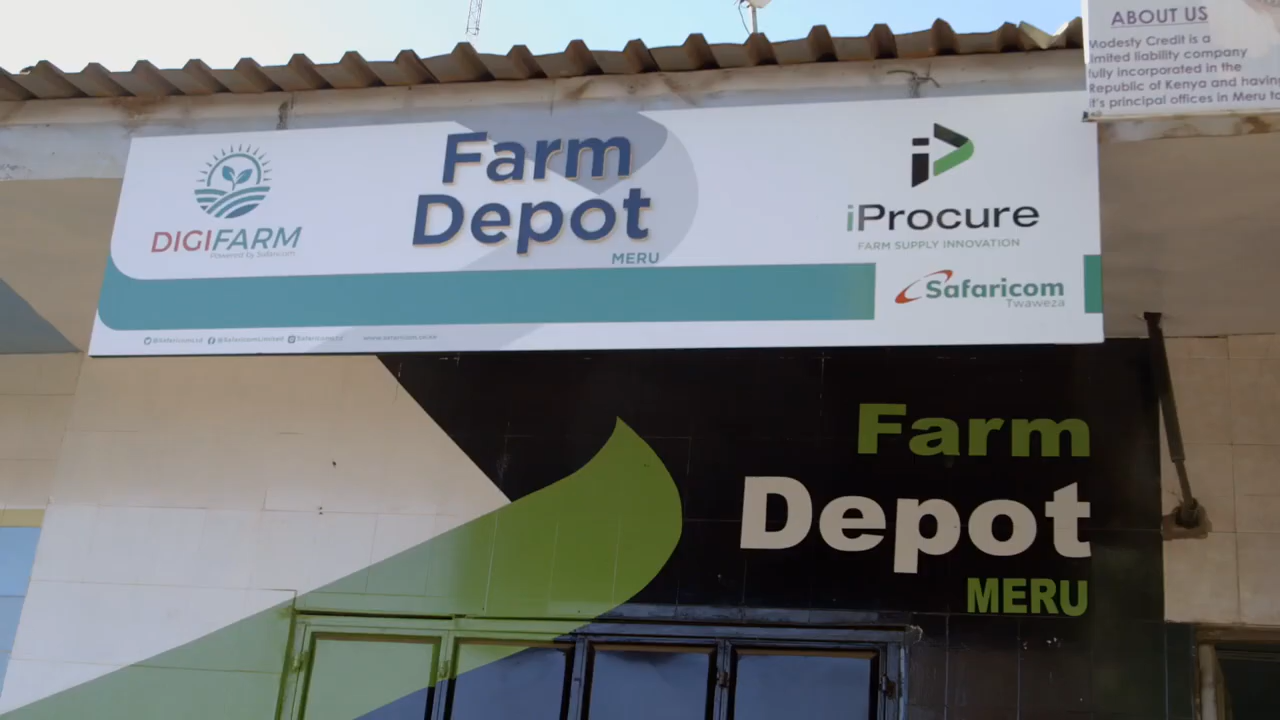 ABOUT US
Modesty Credit is a
limited liability company
fully incorporated in the
Republic of Kenya and having
it's principal offices in Meru
Farm
Depot
MERU
DIGIFARM
Powered by Safaricom
iProcure
FARM SUPPLY INNOVATION
Safaricom
Twaweza
@SafaricomLtd @SafaricomLimited @SafaricomLtd www.safaricom.co.ke
Farm
Depot
MERU